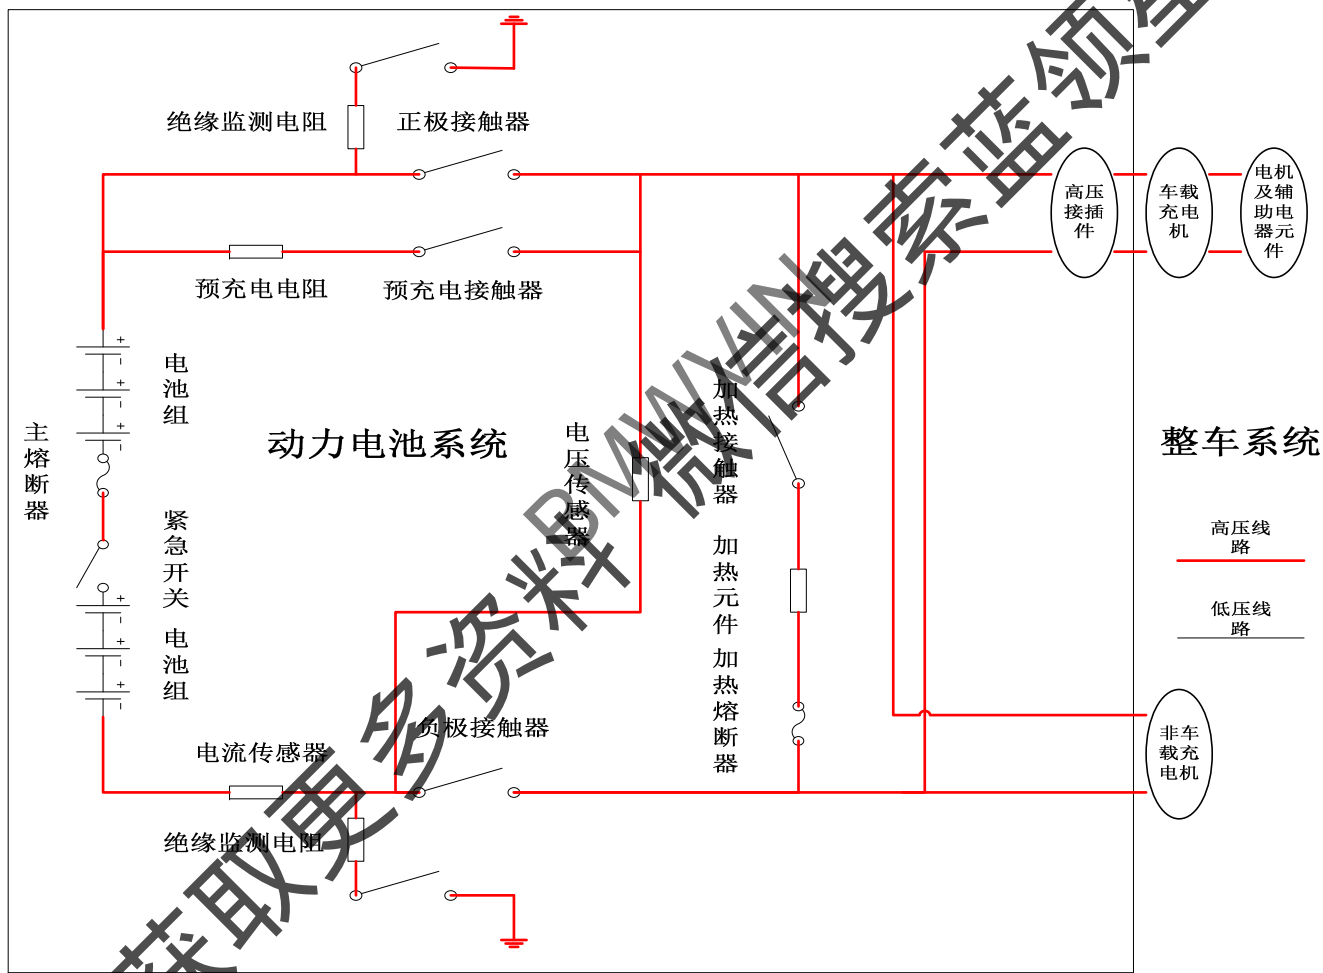 绝缘监测电阻
正极接触器
高压
接插
件
车载
充电
机
电机
及辅
助电
器元
件
预充电电阻
预充电接触器
电池组
主熔断器
动力电池系统
电压传感器
加热接触器
整车系统
紧急开关
加热元件
高压线
路
低压线
路
电池组
加热熔断器
负极接触器
电流传感器
非车
载充
电机
绝缘监测电阻
BMWVIN
获取更多资料 微信搜索蓝领星